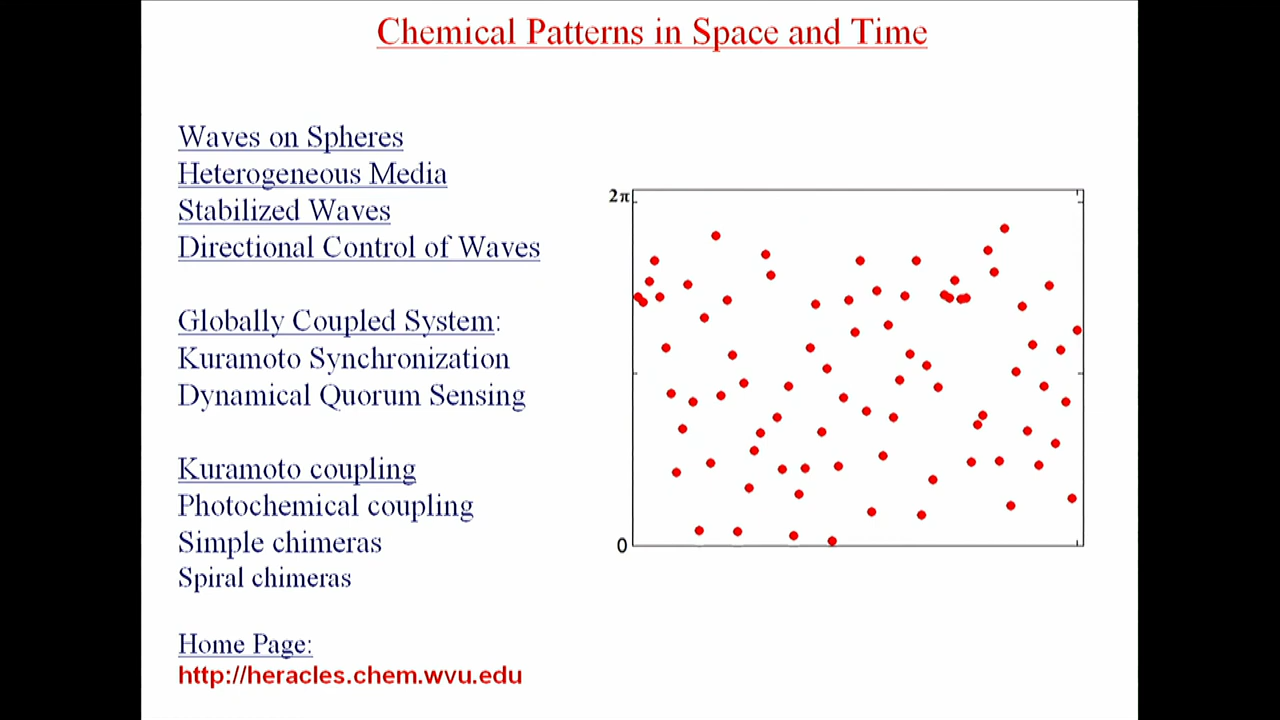 Chemical Patterns in Space and Time
Waves on Spheres
Heterogeneous Media
Stabilized Waves
Directional Control of Waves
Globally Coupled System:
Kuramoto Synchronization
Dynamical Quorum Sensing
Kuramoto coupling
Photochemical coupling
Simple chimeras
Spiral chimeras
Home Page:
http://heracles.chem.wvu.edu
2π
0